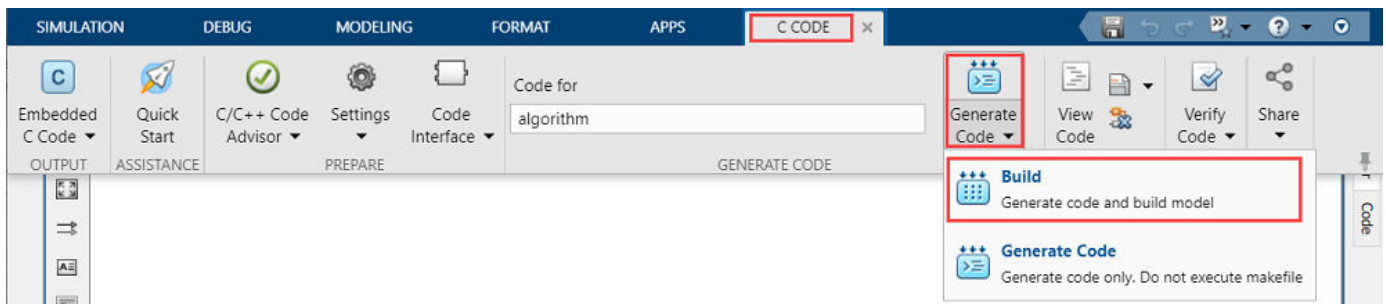 SIMULATION DEBUG MODELING FORMAT APPS C CODE
C
Embedded
C Code
Quick
Start
C/C++ Code
Advisor
Settings
Code
Interface
Code for
algorithm
Generate
Code
View
Code
Verify
Code
Share
OUTPUT ASSISTANCE PREPARE GENERATE CODE
Build
Generate code and build model
Generate Code
Generate code only. Do not execute makefile
Code